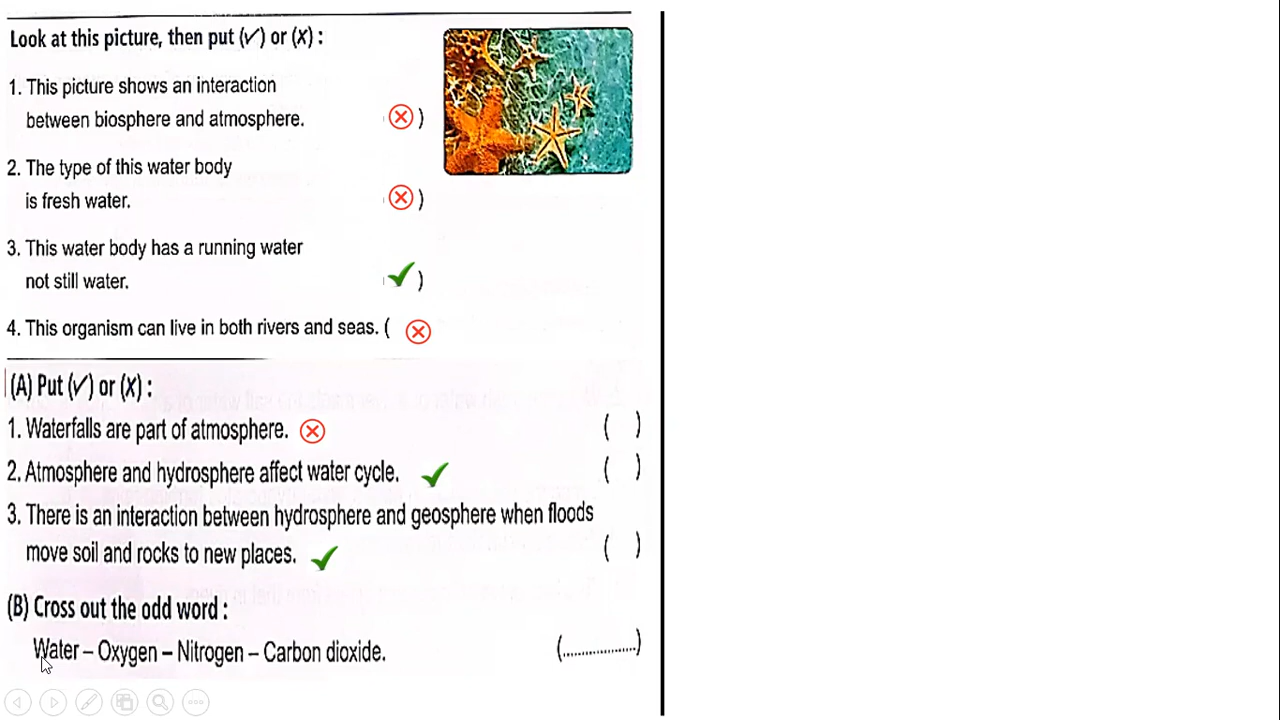 Look at this picture, then put (✓) or (X) :
1. This picture shows an interaction
between biosphere and atmosphere. )
2. The type of this water body
is fresh water. )
3. This water body has a running water
not still water. )
4. This organism can live in both rivers and seas. (
(A) Put (✓) or (X) :
1. Waterfalls are part of atmosphere. ( )
2. Atmosphere and hydrosphere affect water cycle. ( )
3. There is an interaction between hydrosphere and geosphere when floods
move soil and rocks to new places. ( )
(B) Cross out the odd word :
Water – Oxygen – Nitrogen – Carbon dioxide. (...................)